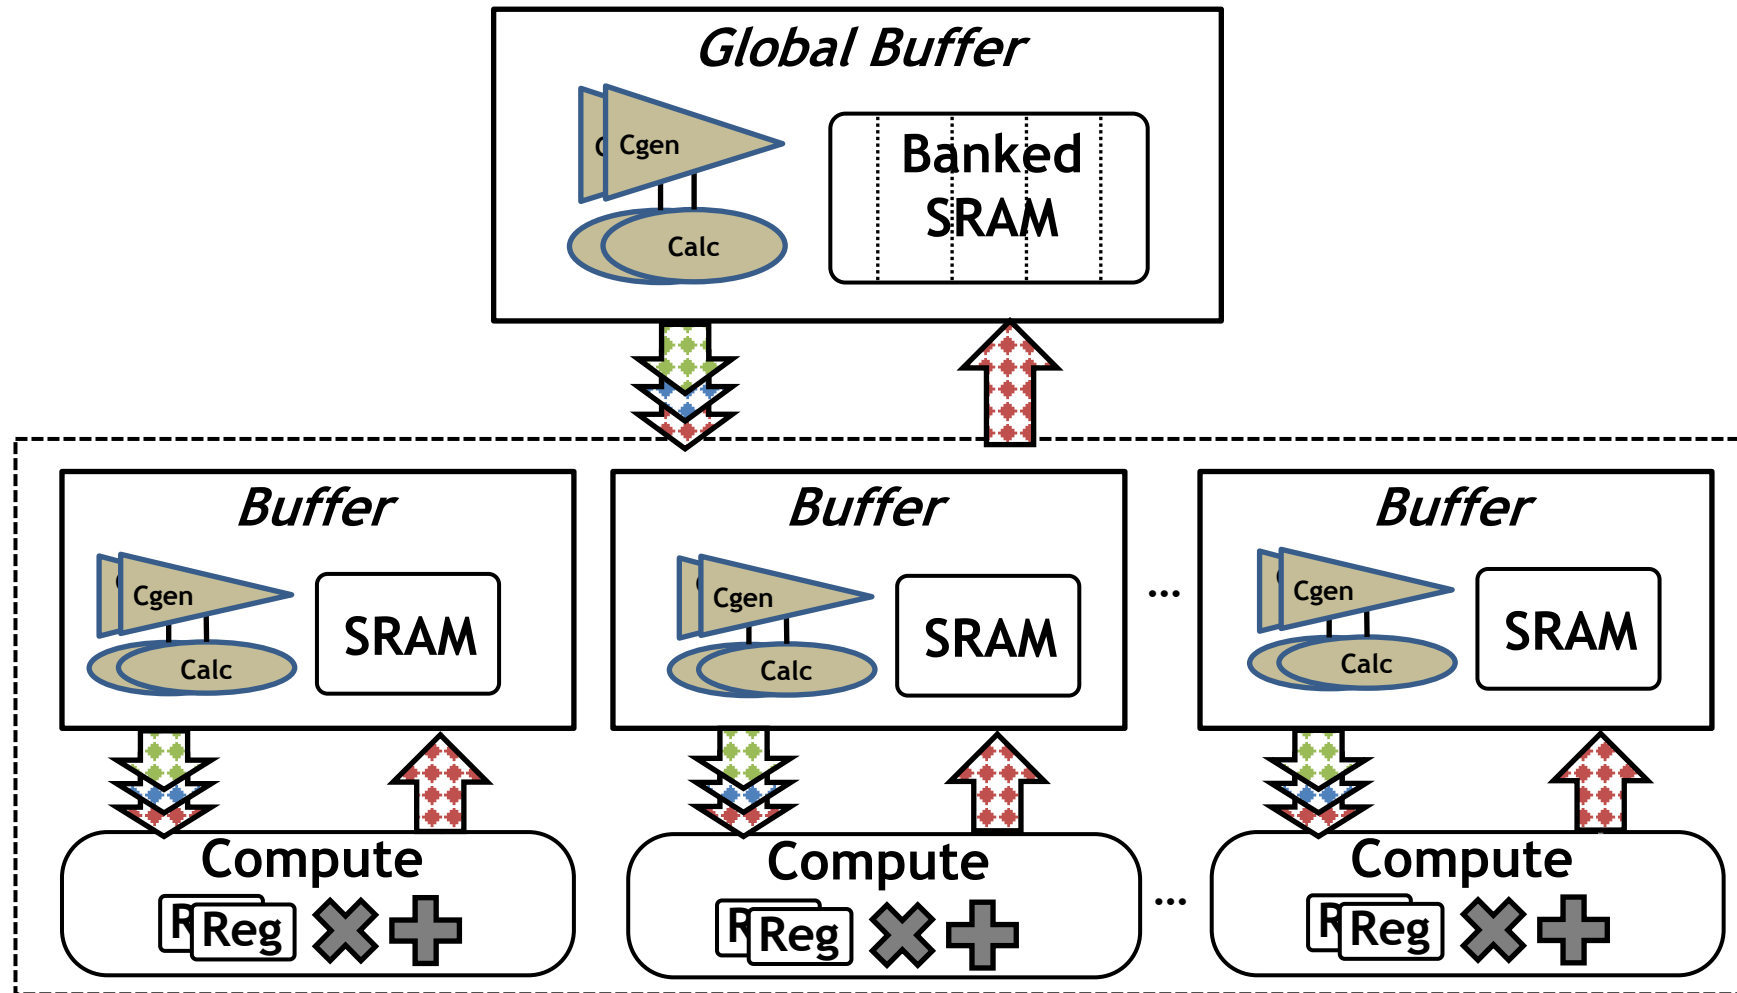 Global Buffer
Cgen
Calc
Banked
SRAM
Buffer
Cgen
Calc
SRAM
Buffer
Cgen
Calc
SRAM
...
Buffer
Cgen
Calc
SRAM
Compute
Reg
Compute
Reg
...
Compute
Reg